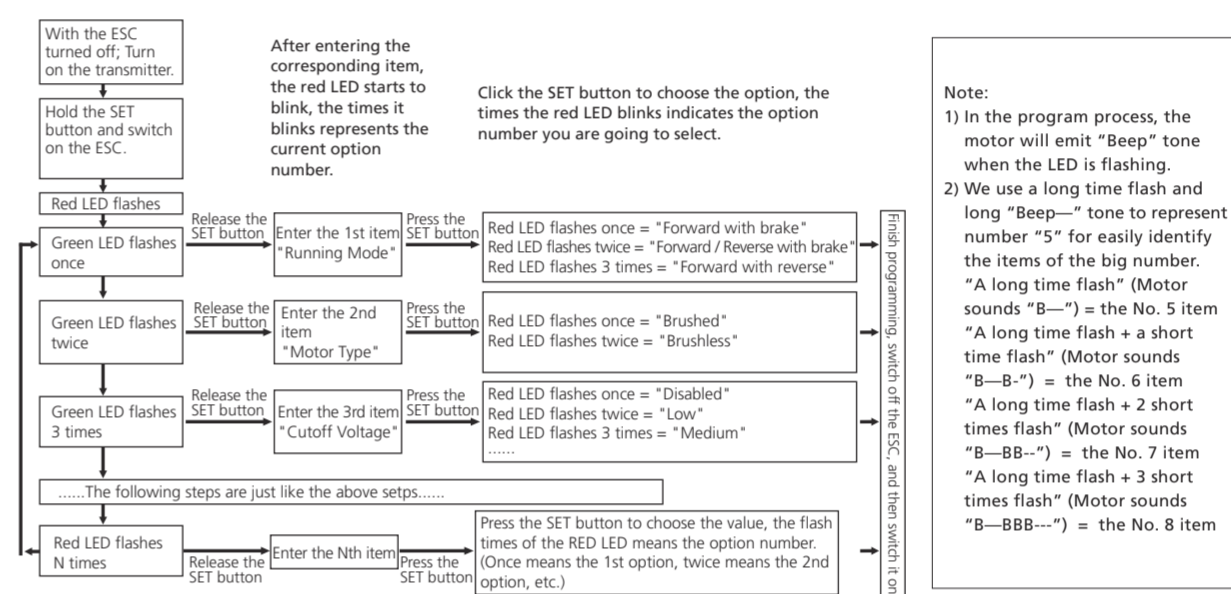 With the ESC
turned off; Turn
on the transmitter.
Hold the SET
button and switch
on the ESC.
Red LED flashes
After entering the
corresponding item,
the red LED starts to
blink, the times it
blinks represents the
current option
number.
Click the SET button to choose the option, the
times the red LED blinks indicates the option
number you are going to select.
Green LED flashes
once
Release the
SET button
Enter the 1st item
"Running Mode"
Press the
SET button
Red LED flashes once = "Forward with brake"
Red LED flashes twice = "Forward / Reverse with brake"
Red LED flashes 3 times = "Forward with reverse"
Green LED flashes
twice
Release the
SET button
Enter the 2nd
item
"Motor Type"
Press the
SET button
Red LED flashes once = "Brushed"
Red LED flashes twice = "Brushless"
Green LED flashes
3 times
Release the
SET button
Enter the 3rd item
"Cutoff Voltage"
Press the
SET button
Red LED flashes once = "Disabled"
Red LED flashes twice = "Low"
Red LED flashes 3 times = "Medium"
......
......The following steps are just like the above setps......
Red LED flashes
N times
Release the
SET button
Enter the Nth item
Press the
SET button
Press the SET button to choose the value, the flash
times of the RED LED means the option number.
(Once means the 1st option, twice means the 2nd
option, etc.)
Finish programming, switch off the ESC, and then switch it on
Note:
1) In the program process, the
motor will emit “Beep” tone
when the LED is flashing.
2) We use a long time flash and
long “Beep—” tone to represent
number “5” for easily identify
the items of the big number.
“A long time flash” (Motor
sounds “B—”) = the No. 5 item
“A long time flash + a short
time flash” (Motor sounds
“B—B-”) = the No. 6 item
“A long time flash + 2 short
times flash” (Motor sounds
“B—BB--”) = the No. 7 item
“A long time flash + 3 short
times flash” (Motor sounds
“B—BBB---”) = the No. 8 item